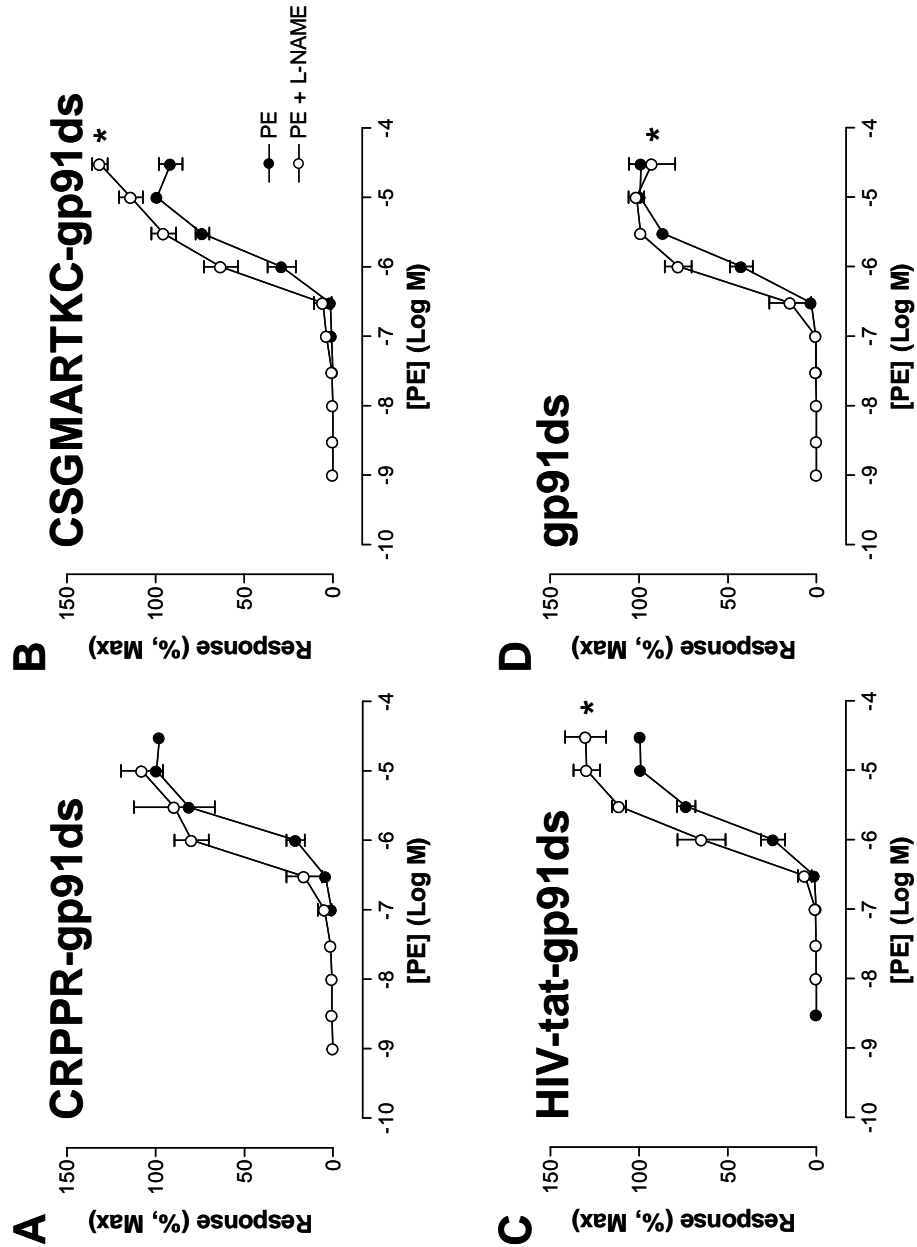 A
CRPPR-gp91ds
Response (%, Max)
150
100
50
0
-10
-9
-8
-7
-6
-5
-4
[PE] (Log M)
B
CSGMARTKC-gp91ds
Response (%, Max)
150
100
50
0
*
PE
PE + L-NAME
-10
-9
-8
-7
-6
-5
-4
[PE] (Log M)
C
HIV-tat-gp91ds
Response (%, Max)
150
100
50
0
*
-10
-9
-8
-7
-6
-5
-4
[PE] (Log M)
D
gp91ds
Response (%, Max)
150
100
50
0
*
-10
-9
-8
-7
-6
-5
-4
[PE] (Log M)